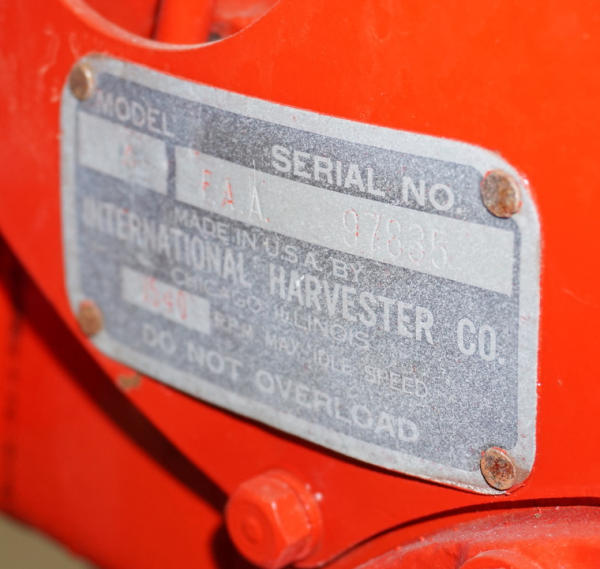 MODEL
SERIAL NO.
A
FAA 97835
MADE IN U.S.A. BY
INTERNATIONAL HARVESTER CO.
CHICAGO, ILLINOIS
1540 R.P.M. MAX. IDLE SPEED
DO NOT OVERLOAD